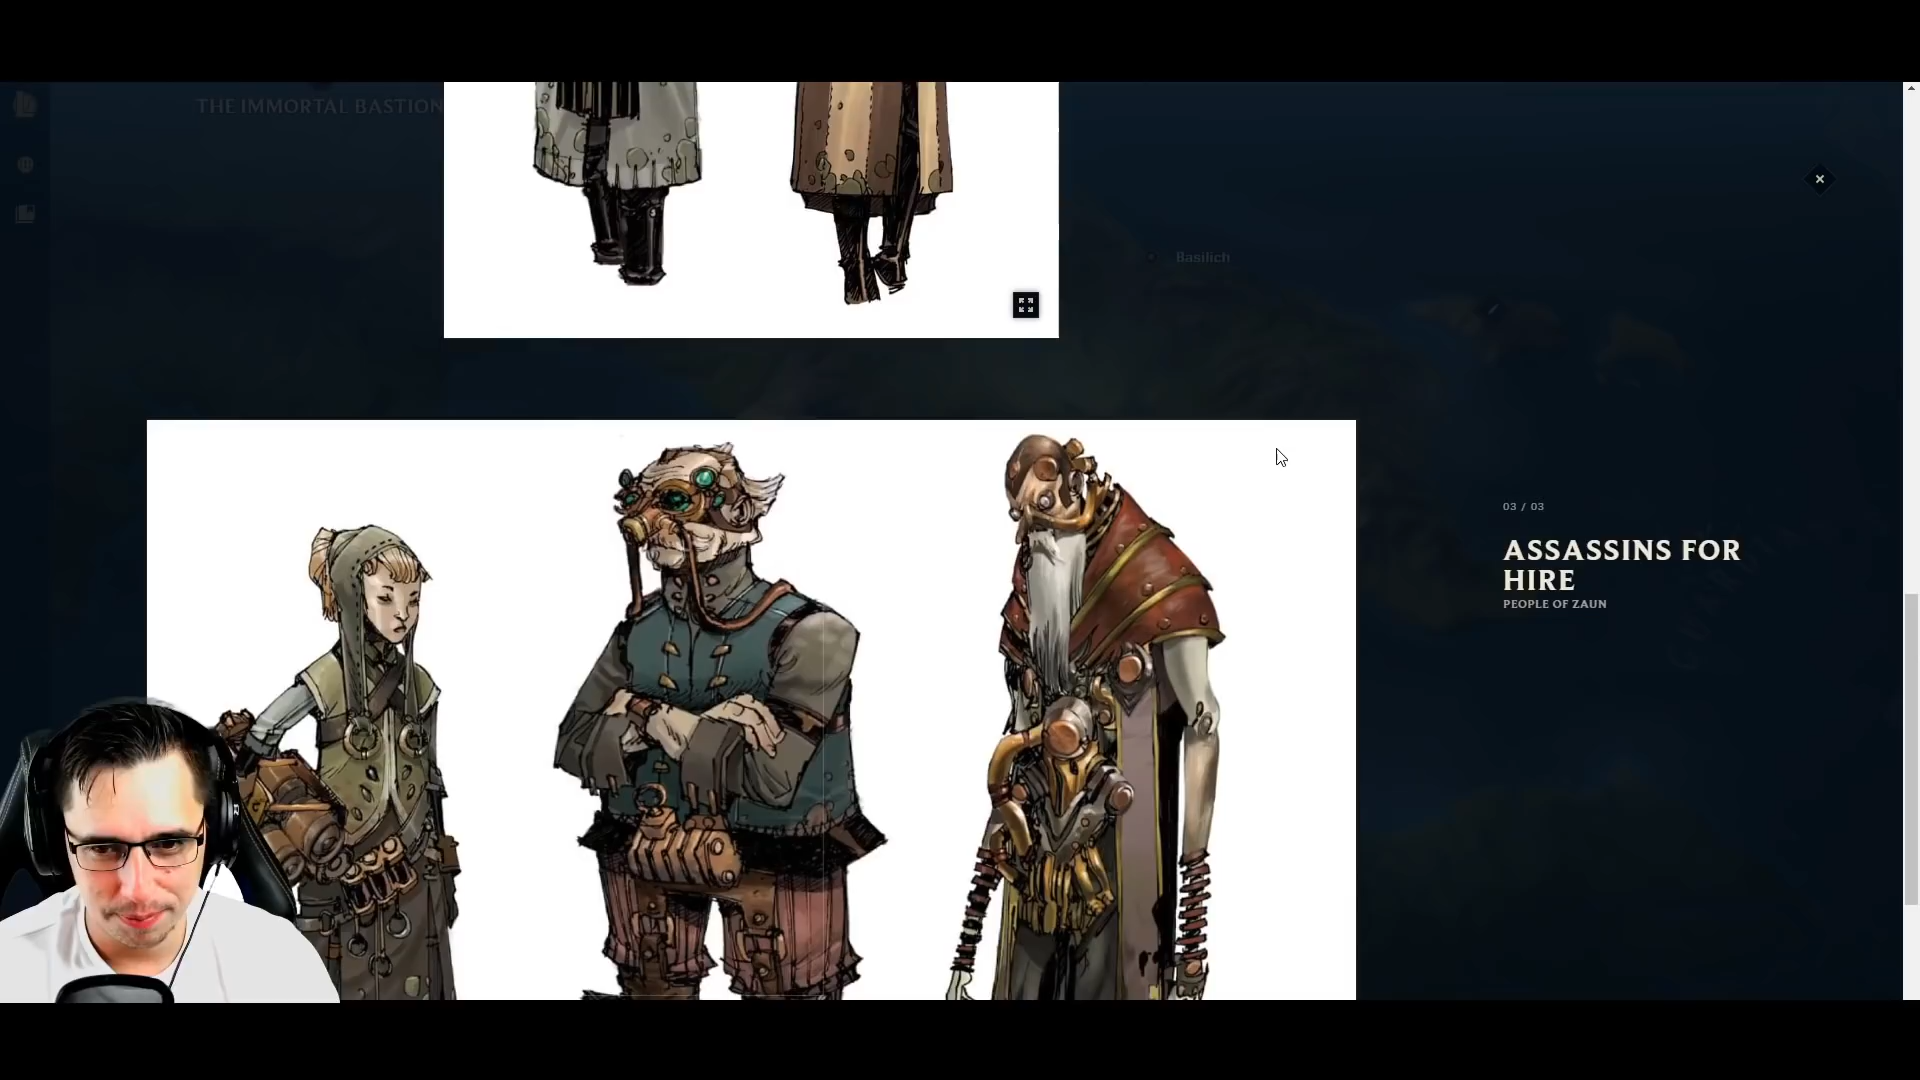 THE IMMORTAL BASTION
Basilich
03 / 03
ASSASSINS FOR
HIRE
PEOPLE OF ZAUN